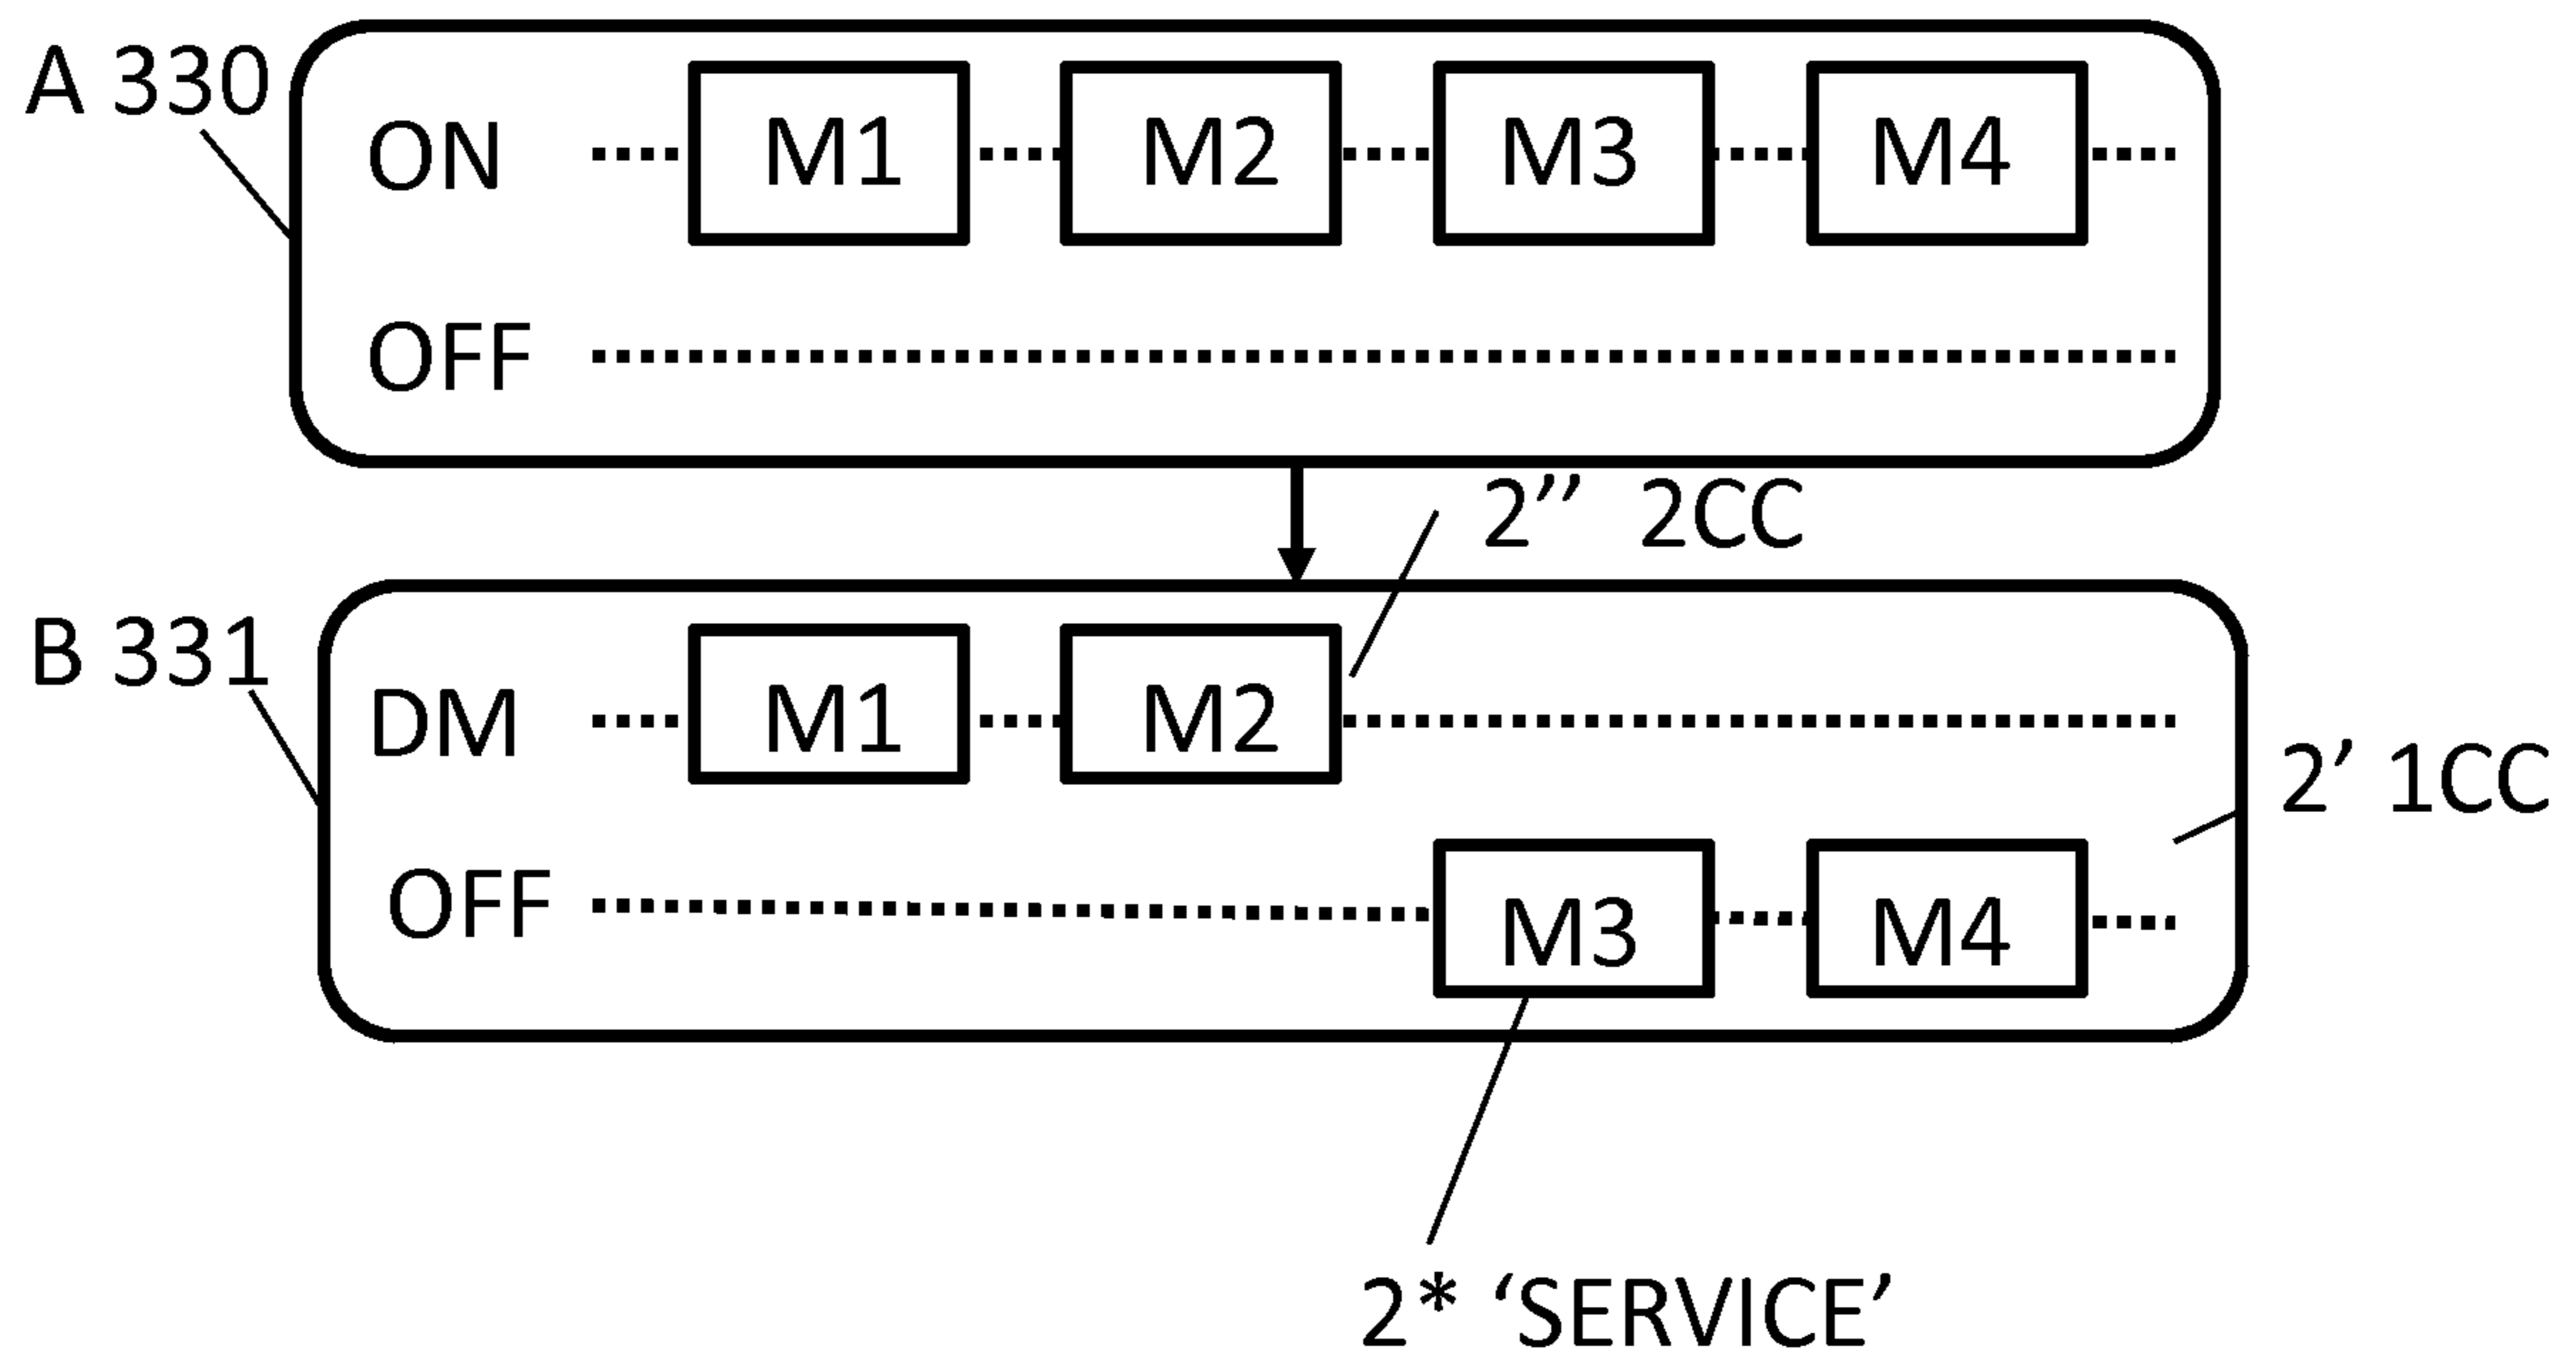 A 330
ON M1 M2 M3 M4
OFF
2’’ 2CC
B 331
DM M1 M2
2’ 1CC
OFF M3 M4
2* ‘SERVICE’